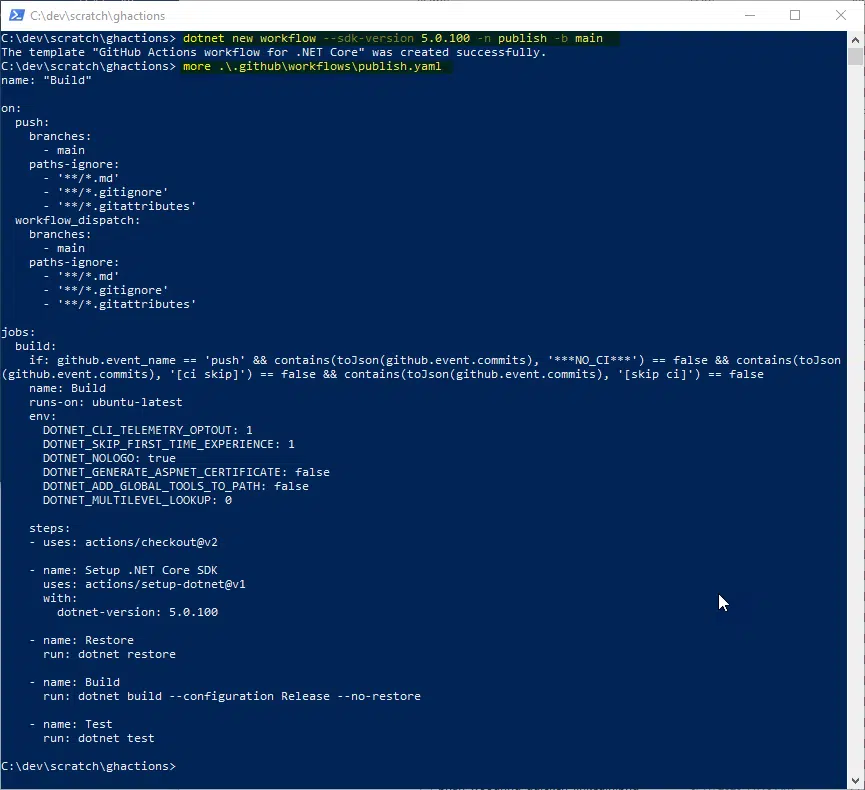 C:\dev\scratch\ghactions
C:\dev\scratch\ghactions> dotnet new workflow --sdk-version 5.0.100 -n publish -b main
The template "GitHub Actions workflow for .NET Core" was created successfully.
C:\dev\scratch\ghactions> more .\.github\workflows\publish.yaml
name: "Build"

on:
  push:
    branches:
      - main
    paths-ignore:
      - '**/*.md'
      - '**/*.gitignore'
      - '**/*.gitattributes'
  workflow_dispatch:
    branches:
      - main
    paths-ignore:
      - '**/*.md'
      - '**/*.gitignore'
      - '**/*.gitattributes'

jobs:
  build:
    if: github.event_name == 'push' && contains(toJson(github.event.commits), '***NO_CI***') == false && contains(toJson
(github.event.commits), '[ci skip]') == false && contains(toJson(github.event.commits), '[skip ci]') == false
    name: Build
    runs-on: ubuntu-latest
    env:
      DOTNET_CLI_TELEMETRY_OPTOUT: 1
      DOTNET_SKIP_FIRST_TIME_EXPERIENCE: 1
      DOTNET_NOLOGO: true
      DOTNET_GENERATE_ASPNET_CERTIFICATE: false
      DOTNET_ADD_GLOBAL_TOOLS_TO_PATH: false
      DOTNET_MULTILEVEL_LOOKUP: 0

    steps:
    - uses: actions/checkout@v2

    - name: Setup .NET Core SDK
      uses: actions/setup-dotnet@v1
      with:
        dotnet-version: 5.0.100

    - name: Restore
      run: dotnet restore

    - name: Build
      run: dotnet build --configuration Release --no-restore

    - name: Test
      run: dotnet test

C:\dev\scratch\ghactions>